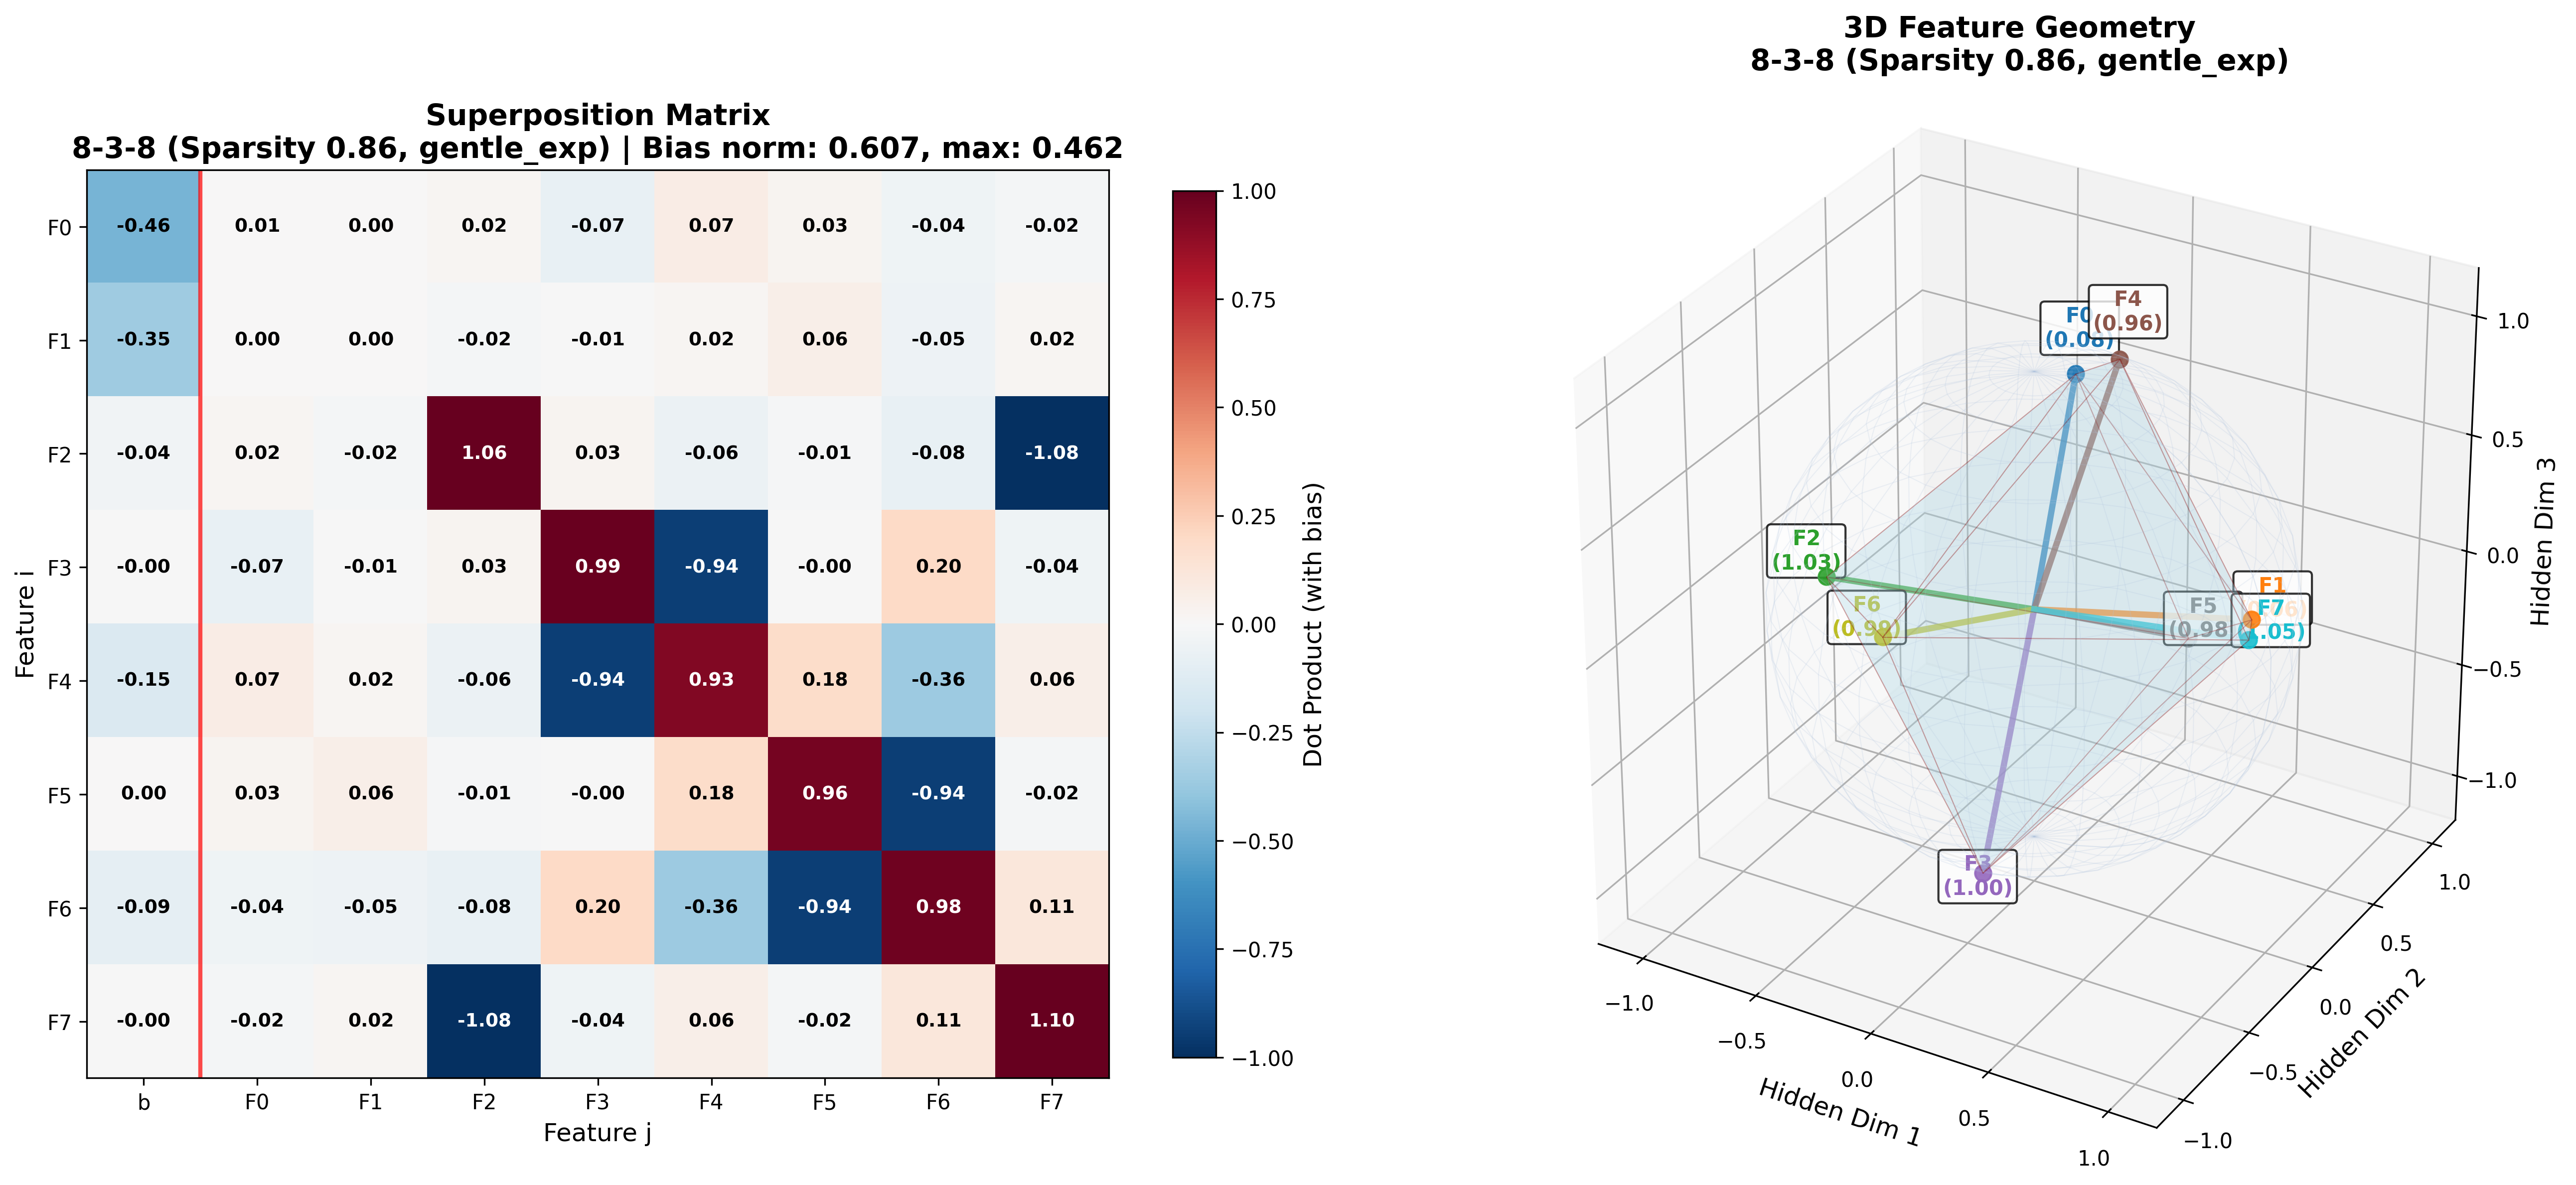 Superposition Matrix
8-3-8 (Sparsity 0.86, gentle_exp) | Bias norm: 0.607, max: 0.462
F0 -0.46 0.01 0.00 0.02 -0.07 0.07 0.03 -0.04 -0.02
F1 -0.35 0.00 0.00 -0.02 -0.01 0.02 0.06 -0.05 0.02
F2 -0.04 0.02 -0.02 1.06 0.03 -0.06 -0.01 -0.08 -1.08
F3 -0.00 -0.07 -0.01 0.03 0.99 -0.94 -0.00 0.20 -0.04
F4 -0.15 0.07 0.02 -0.06 -0.94 0.93 0.18 -0.36 0.06
F5 0.00 0.03 0.06 -0.01 -0.00 0.18 0.96 -0.94 -0.02
F6 -0.09 -0.04 -0.05 -0.08 0.20 -0.36 -0.94 0.98 0.11
F7 -0.00 -0.02 0.02 -1.08 -0.04 0.06 -0.02 0.11 1.10
b F0 F1 F2 F3 F4 F5 F6 F7
Feature j
Feature i
1.00
0.75
0.50
0.25
0.00
−0.25
−0.50
−0.75
−1.00
Dot Product (with bias)
3D Feature Geometry
8-3-8 (Sparsity 0.86, gentle_exp)
F0
(0.08)
F4
(0.96)
F2
(1.03)
F6
(0.99)
F5
(0.98
F1
F7
F3
(1.00)
1.0
0.5
0.0
−0.5
−1.0
Hidden Dim 3
1.0
0.5
0.0
−0.5
−1.0
Hidden Dim 2
−1.0
−0.5
0.0
0.5
1.0
Hidden Dim 1